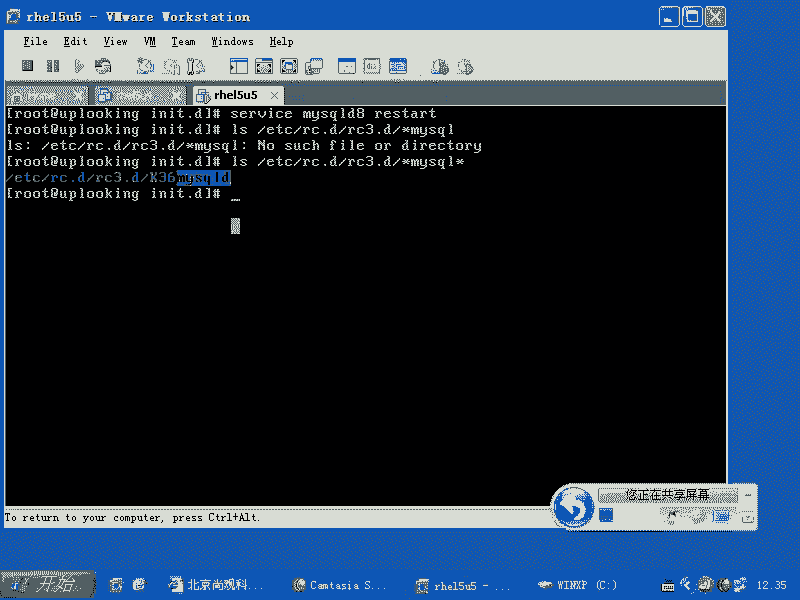 rhel5u5 - VMware Workstation
File Edit View VM Team Windows Help
rhel5u5
[root@uplooking init.d]# service mysqld8 restart
[root@uplooking init.d]# ls /etc/rc.d/rc3.d/*mysql
ls: /etc/rc.d/rc3.d/*mysql: No such file or directory
[root@uplooking init.d]# ls /etc/rc.d/rc3.d/*mysql*
/etc/rc.d/rc3.d/K36mysqld
[root@uplooking init.d]# _
您正在共享屏幕
To return to your computer, press Ctrl+Alt.
开始 北京尚观科... Camtasia S... rhel5u5 - ... WINXP (C:) 12.35